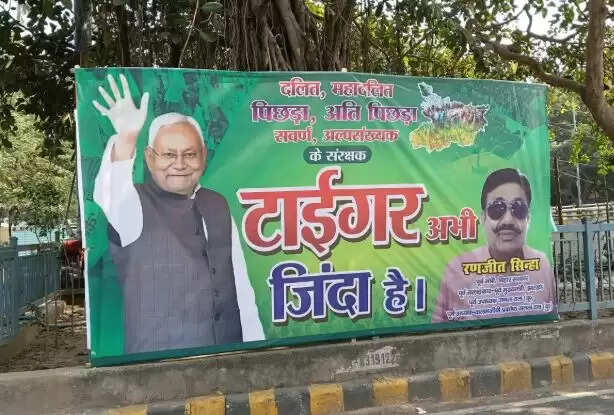 दलित, महादलित
पिछड़ा, अति पिछड़ा
सवर्ण, अल्पसंख्यक
के संरक्षक
टाईगर अभी
जिंदा है।
रणजीत सिन्हा